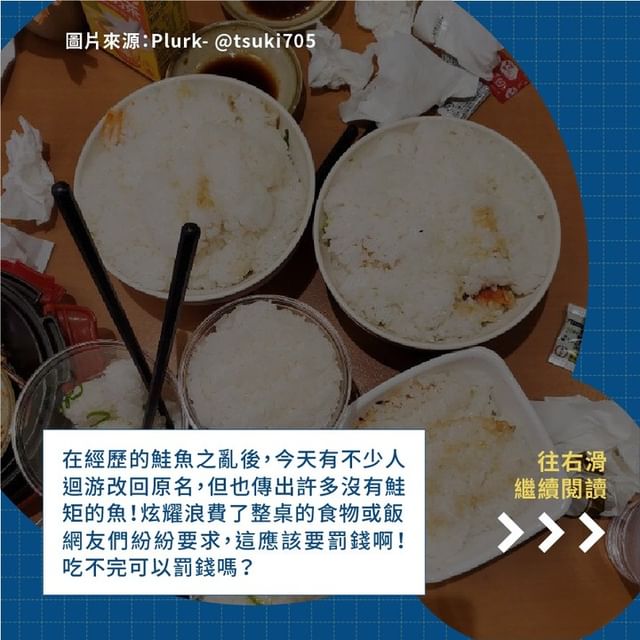 圖片來源：Plurk- @tsuki705
在經歷的鮭魚之亂後，今天有不少人
迴游改回原名，但也傳出許多沒有鮭
矩的魚！炫耀浪費了整桌的食物或飯
網友們紛紛要求，這應該要罰錢啊！
吃不完可以罰錢嗎？
往右滑
繼續閱讀